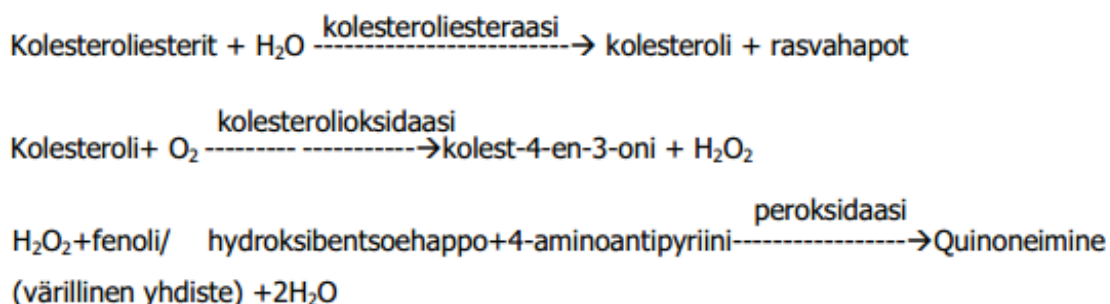 kolesteroliesteraasi
Kolesteroliesterit + H₂O -------------------------→ kolesteroli + rasvahapot
kolesterolioksidaasi
Kolesteroli+ O₂ --------- -----------→kolest-4-en-3-oni + H₂O₂
peroksidaasi
H₂O₂+fenoli/ hydroksibentsoehappo+4-aminoantipyriini-----------------→Quinoneimine
(värillinen yhdiste) +2H₂O